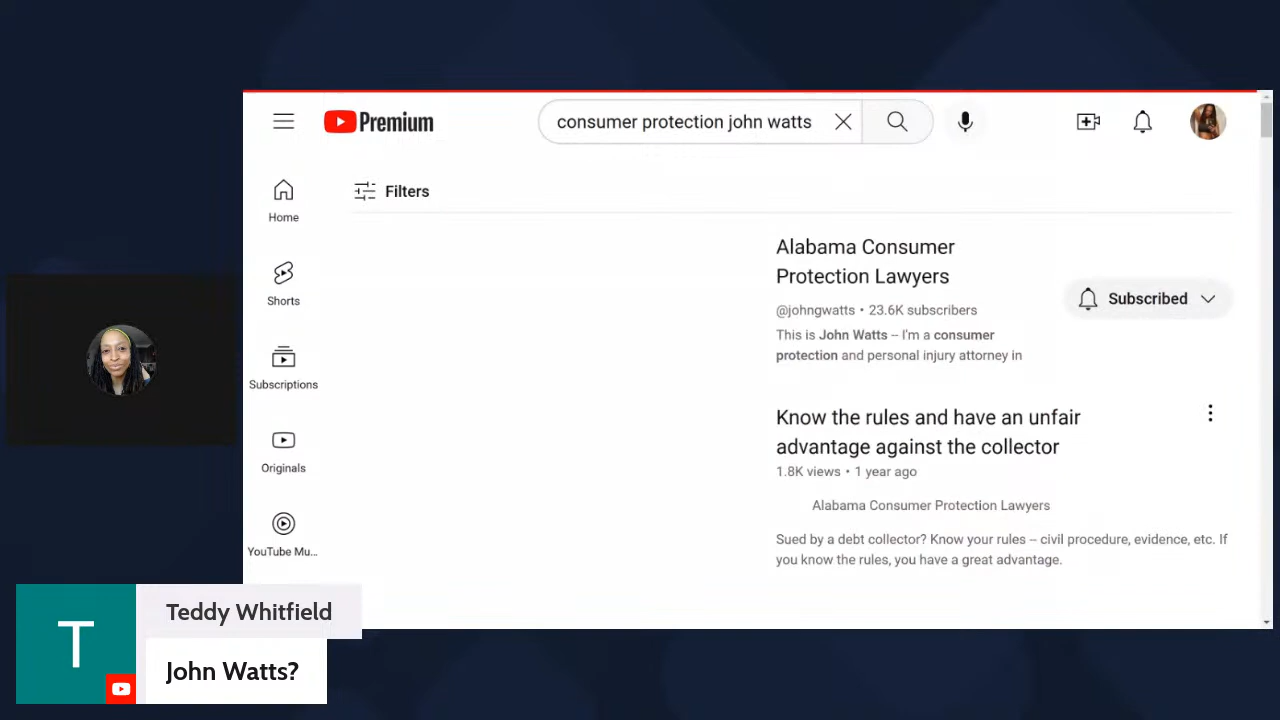 Premium
consumer protection john watts
Filters
Home
Shorts
Subscriptions
Originals
YouTube Mu...
Alabama Consumer
Protection Lawyers
@johngwatts • 23.6K subscribers
This is John Watts – I'm a consumer
protection and personal injury attorney in
Subscribed
Know the rules and have an unfair
advantage against the collector
1.8K views • 1 year ago
Alabama Consumer Protection Lawyers
Sued by a debt collector? Know your rules – civil procedure, evidence, etc. If
you know the rules, you have a great advantage.
T
Teddy Whitfield
John Watts?